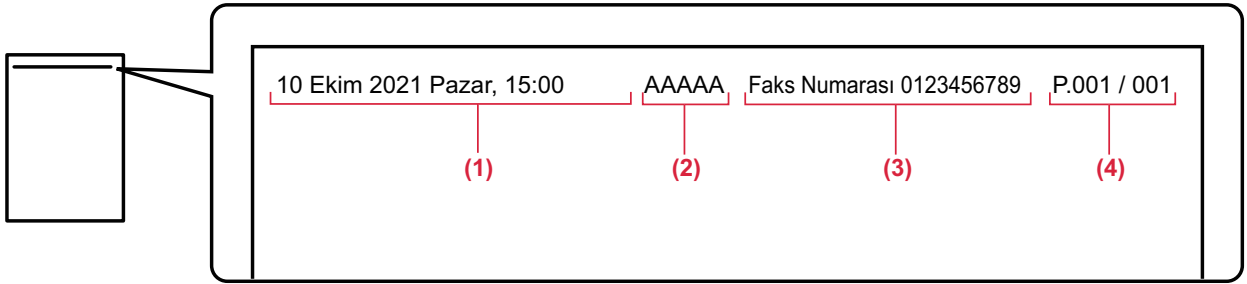 10 Ekim 2021 Pazar, 15:00 AAAAA Faks Numarası 0123456789 P.001 / 001
(1) (2) (3) (4)